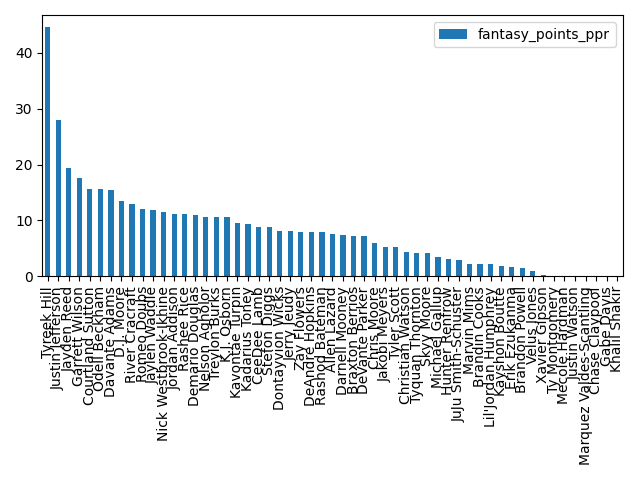 fantasy_points_ppr
40
30
20
10
0
Tyreek Hill
Justin Jefferson
Jayden Reed
Garrett Wilson
Courtland Sutton
Odell Beckham
Davante Adams
D.J. Moore
River Cracraft
Romeo Doubs
Jaylen Waddle
Nick Westbrook-Ikhine
Jordan Addison
Rashee Rice
Demario Douglas
Nelson Agholor
Treylon Burks
K.J. Osborn
Kavontae Turpin
Kadarius Toney
CeeDee Lamb
Stefon Diggs
Dontayvion Wicks
Jerry Jeudy
Zay Flowers
DeAndre Hopkins
Rashod Bateman
Allen Lazard
Darnell Mooney
Braxton Berrios
DeVante Parker
Chris Moore
Jakobi Meyers
Tyler Scott
Christian Watson
Tyquan Thornton
Skyy Moore
Michael Gallup
Hunter Renfrow
JuJu Smith-Schuster
Marvin Mims
Brandin Cooks
Lil'Jordan Humphrey
Kayshon Boutte
Erik Ezukanma
Brandon Powell
Velus Jones
Xavier Gipson
Ty Montgomery
Mecole Hardman
Justin Watson
Marquez Valdes-Scantling
Chase Claypool
Gabe Davis
Khalil Shakir